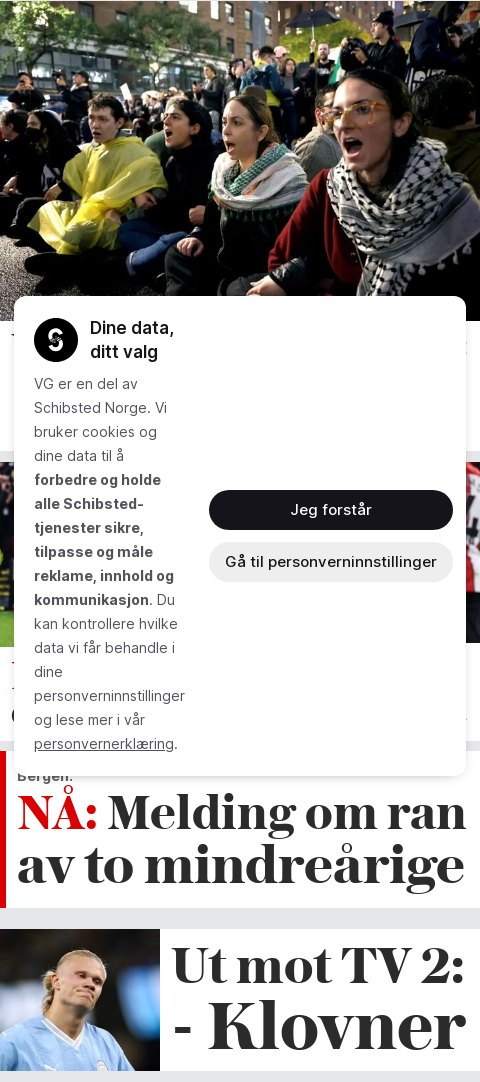 Dine data,
ditt valg
VG er en del av
Schibsted Norge. Vi
bruker cookies og
dine data til å
forbedre og holde
alle Schibsted-
tjenester sikre,
tilpasse og måle
reklame, innhold og
kommunikasjon. Du
kan kontrollere hvilke
data vi får behandle i
dine
personverninnstillinger
og lese mer i vår
personvernerklæring.
Jeg forstår
Gå til personverninnstillinger
Bergen:
NÅ: Melding om ran
av to mindreårige
Ut mot TV 2:
- Klovner